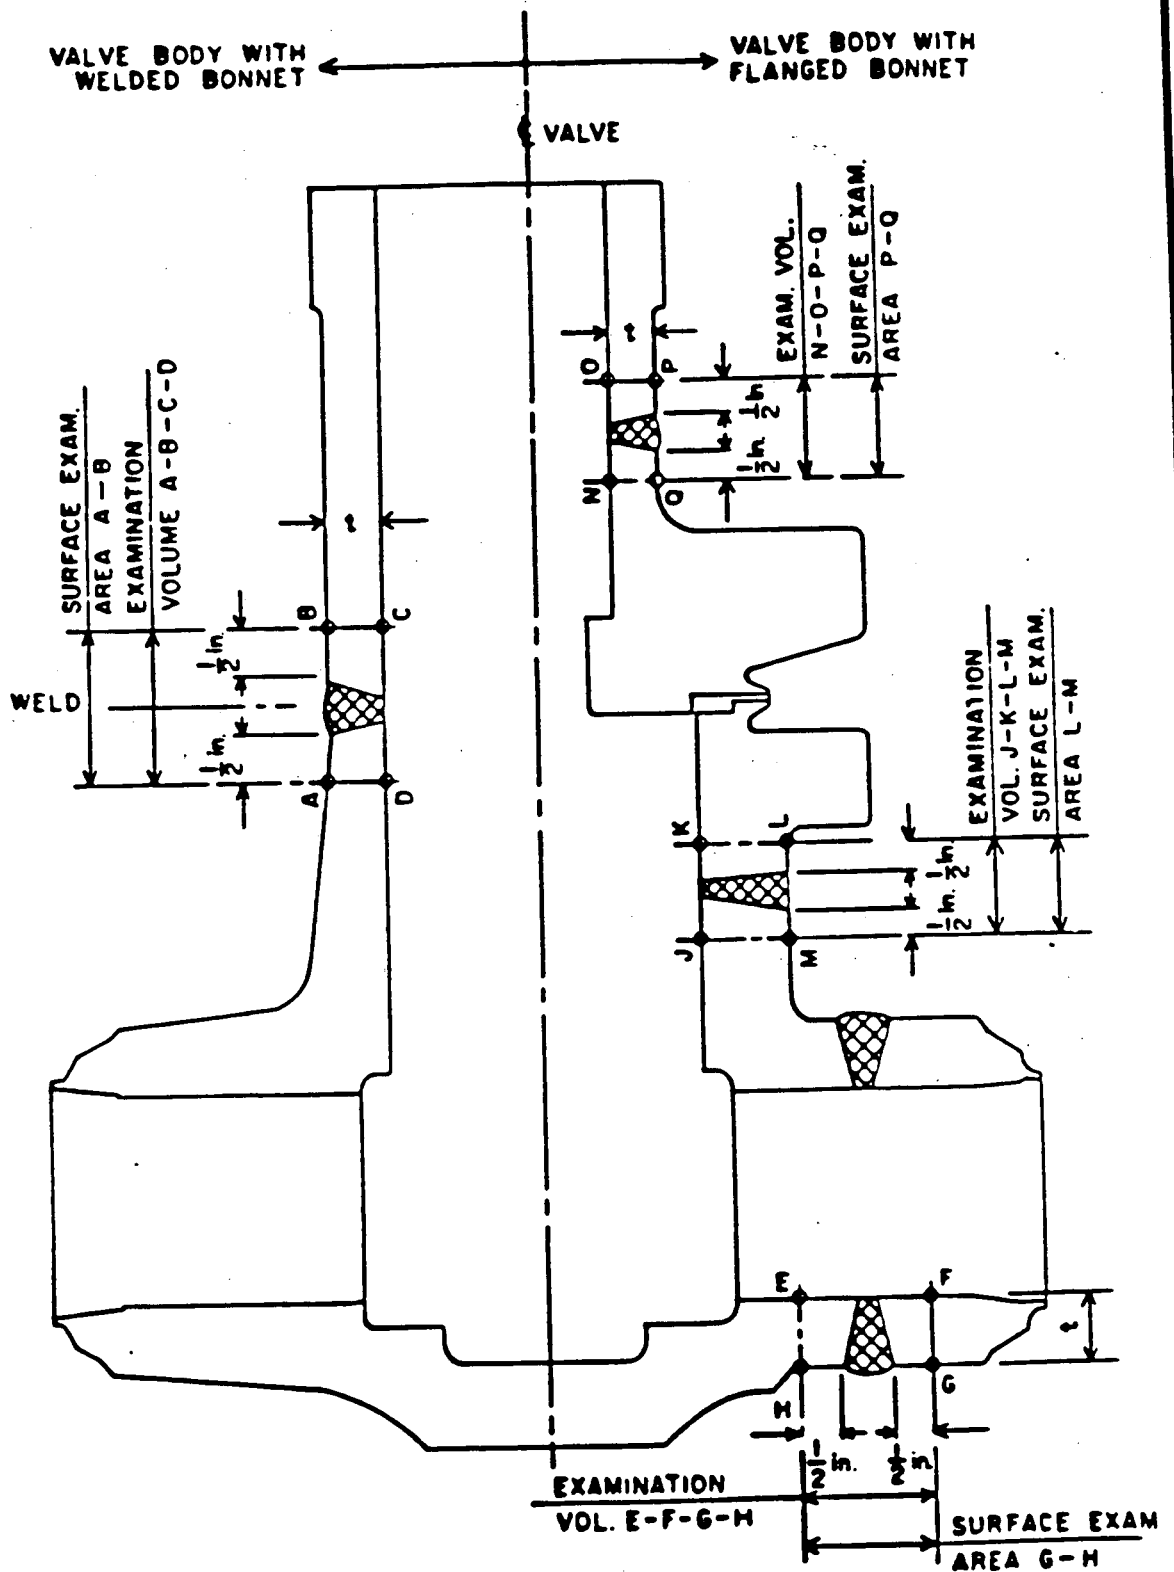 VALVE BODY WITH
WELDED BONNET
VALVE BODY WITH
FLANGED BONNET
℄ VALVE
SURFACE EXAM.
AREA A-B
EXAMINATION
VOLUME A-B-C-D
EXAM. VOL.
N-O-P-Q
SURFACE EXAM.
AREA P-Q
t
O
P
1/2 in
1/2 in.
N
Q
t
B
C
1/2 in.
WELD
1/2 in.
A
D
EXAMINATION
VOL. J-K-L-M
SURFACE EXAM.
AREA L-M
K
L
1/2 in.
1/2 in.
J
M
E
F
t
H
G
1/2 in.
1/2 in
EXAMINATION
VOL. E-F-G-H
SURFACE EXAM
AREA G-H